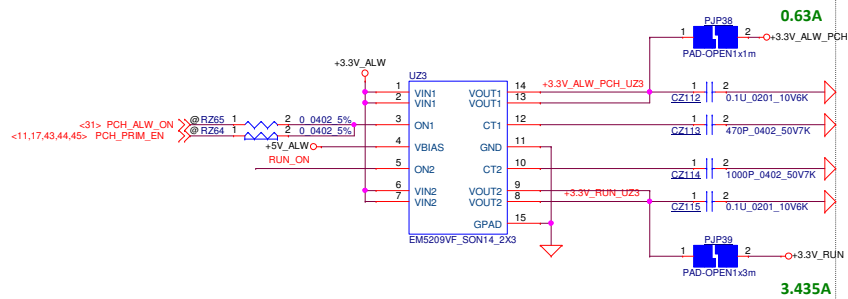 0.63A
PJP38
1 2 +3.3V_ALW_PCH
PAD-OPEN1x1m
+3.3V_ALW
UZ3
1 VIN1 VOUT1 14 +3.3V_ALW_PCH_UZ3
2 VIN1 VOUT1 13
CZ112 1 2 0.1U_0201_10V6K
<31> PCH_ALW_ON @ RZ65 1 2 0_0402_5%
<11,17,43,44,45> PCH_PRIM_EN @ RZ64 1 2 0_0402_5%
3 ON1 CT1 12
CZ113 1 2 470P_0402_50V7K
+5V_ALW 4 VBIAS GND 11
RUN_ON 5 ON2 CT2 10
CZ114 1 2 1000P_0402_50V7K
6 VIN2 VOUT2 9
7 VIN2 VOUT2 8 +3.3V_RUN_UZ3
CZ115 1 2 0.1U_0201_10V6K
GPAD 15
EM5209VF_SON14_2X3
PJP39
1 2 +3.3V_RUN
PAD-OPEN1x3m
3.435A